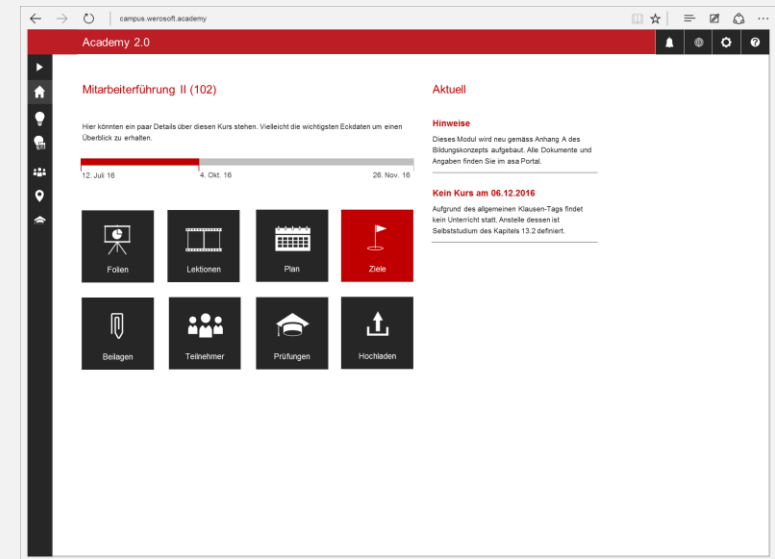 campus.werosoft.academy
Academy 2.0
Mitarbeiterführung II (102)
Hier könnten ein paar Details über diesen Kurs stehen. Vielleicht die wichtigsten Eckdaten um einen
Überblick zu erhalten.
12. Juli 16
4. Okt. 16
26. Nov. 16
Folien
Lektionen
Plan
Ziele
Beilagen
Teilnehmer
Prüfungen
Hochladen
Aktuell
Hinweise
Dieses Modul wird neu gemäss Anhang A des
Bildungskonzepts aufgebaut. Alle Dokumente und
Angaben finden Sie im asa Portal.
Kein Kurs am 06.12.2016
Aufgrund des allgemeinen Klausen-Tags findet
kein Unterricht statt. Anstelle dessen ist
Selbststudium des Kapitels 13.2 definiert.